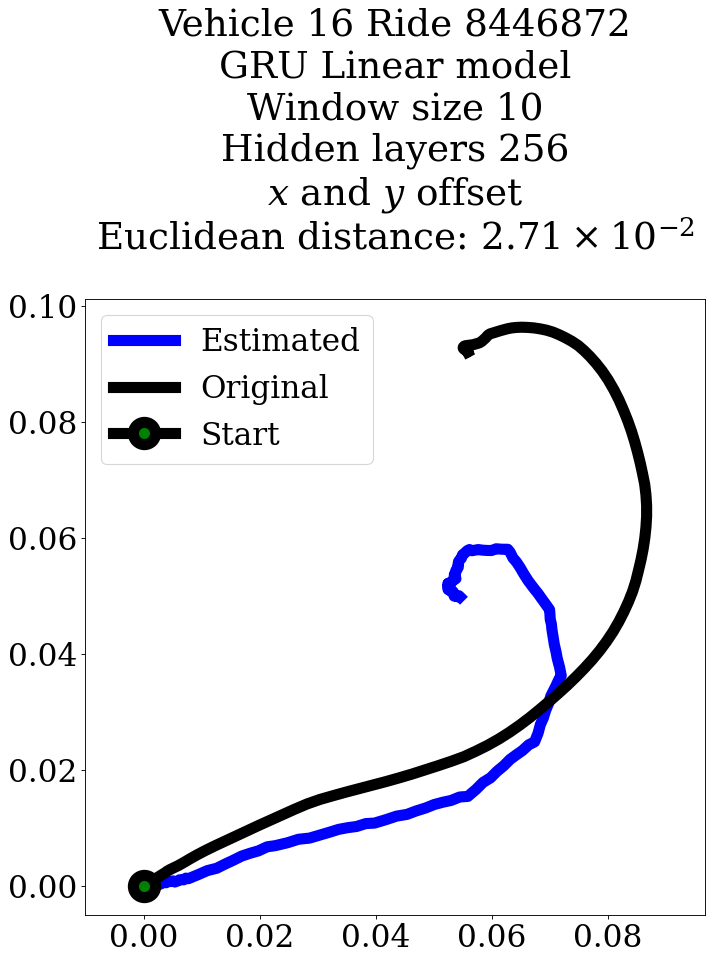 Vehicle 16 Ride 8446872
GRU Linear model
Window size 10
Hidden layers 256
x and y offset
Euclidean distance: 2.71 × 10⁻²
0.10
0.08
0.06
0.04
0.02
0.00
Estimated
Original
Start
0.00 0.02 0.04 0.06 0.08